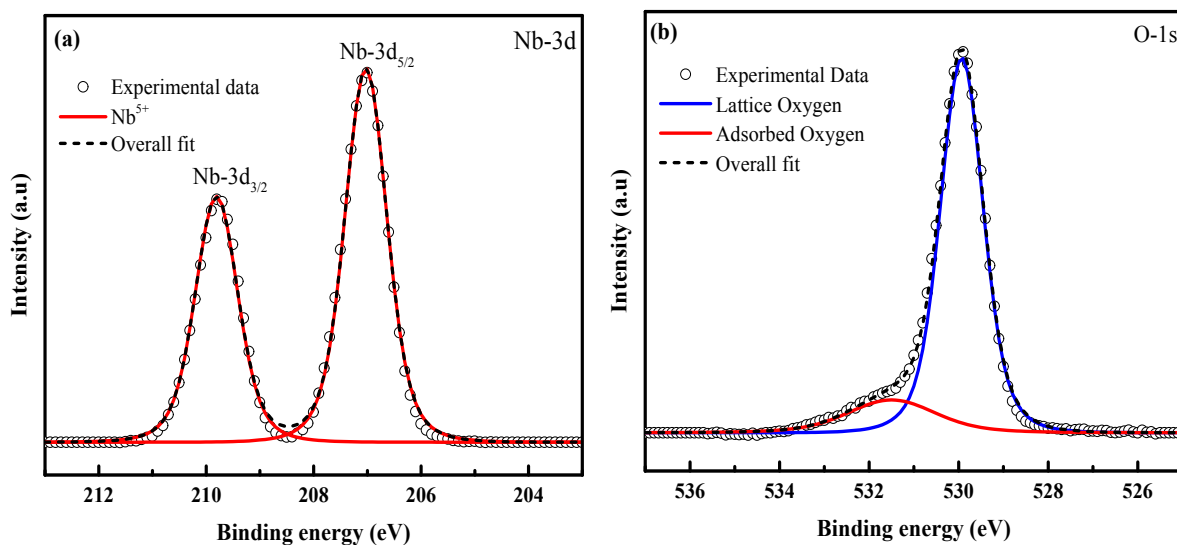 (a)
Nb-3d
Nb-3d5/2
Experimental data
Nb5+
Overall fit
Nb-3d3/2
Intensity (a.u)
212
210
207
206
204
Binding energy (eV)
(b)
O-1s
Experimental Data
Lattice Oxygen
Adsorbed Oxygen
Overall fit
Intensity (a.u)
536
534
532
530
528
526
Binding energy (eV)